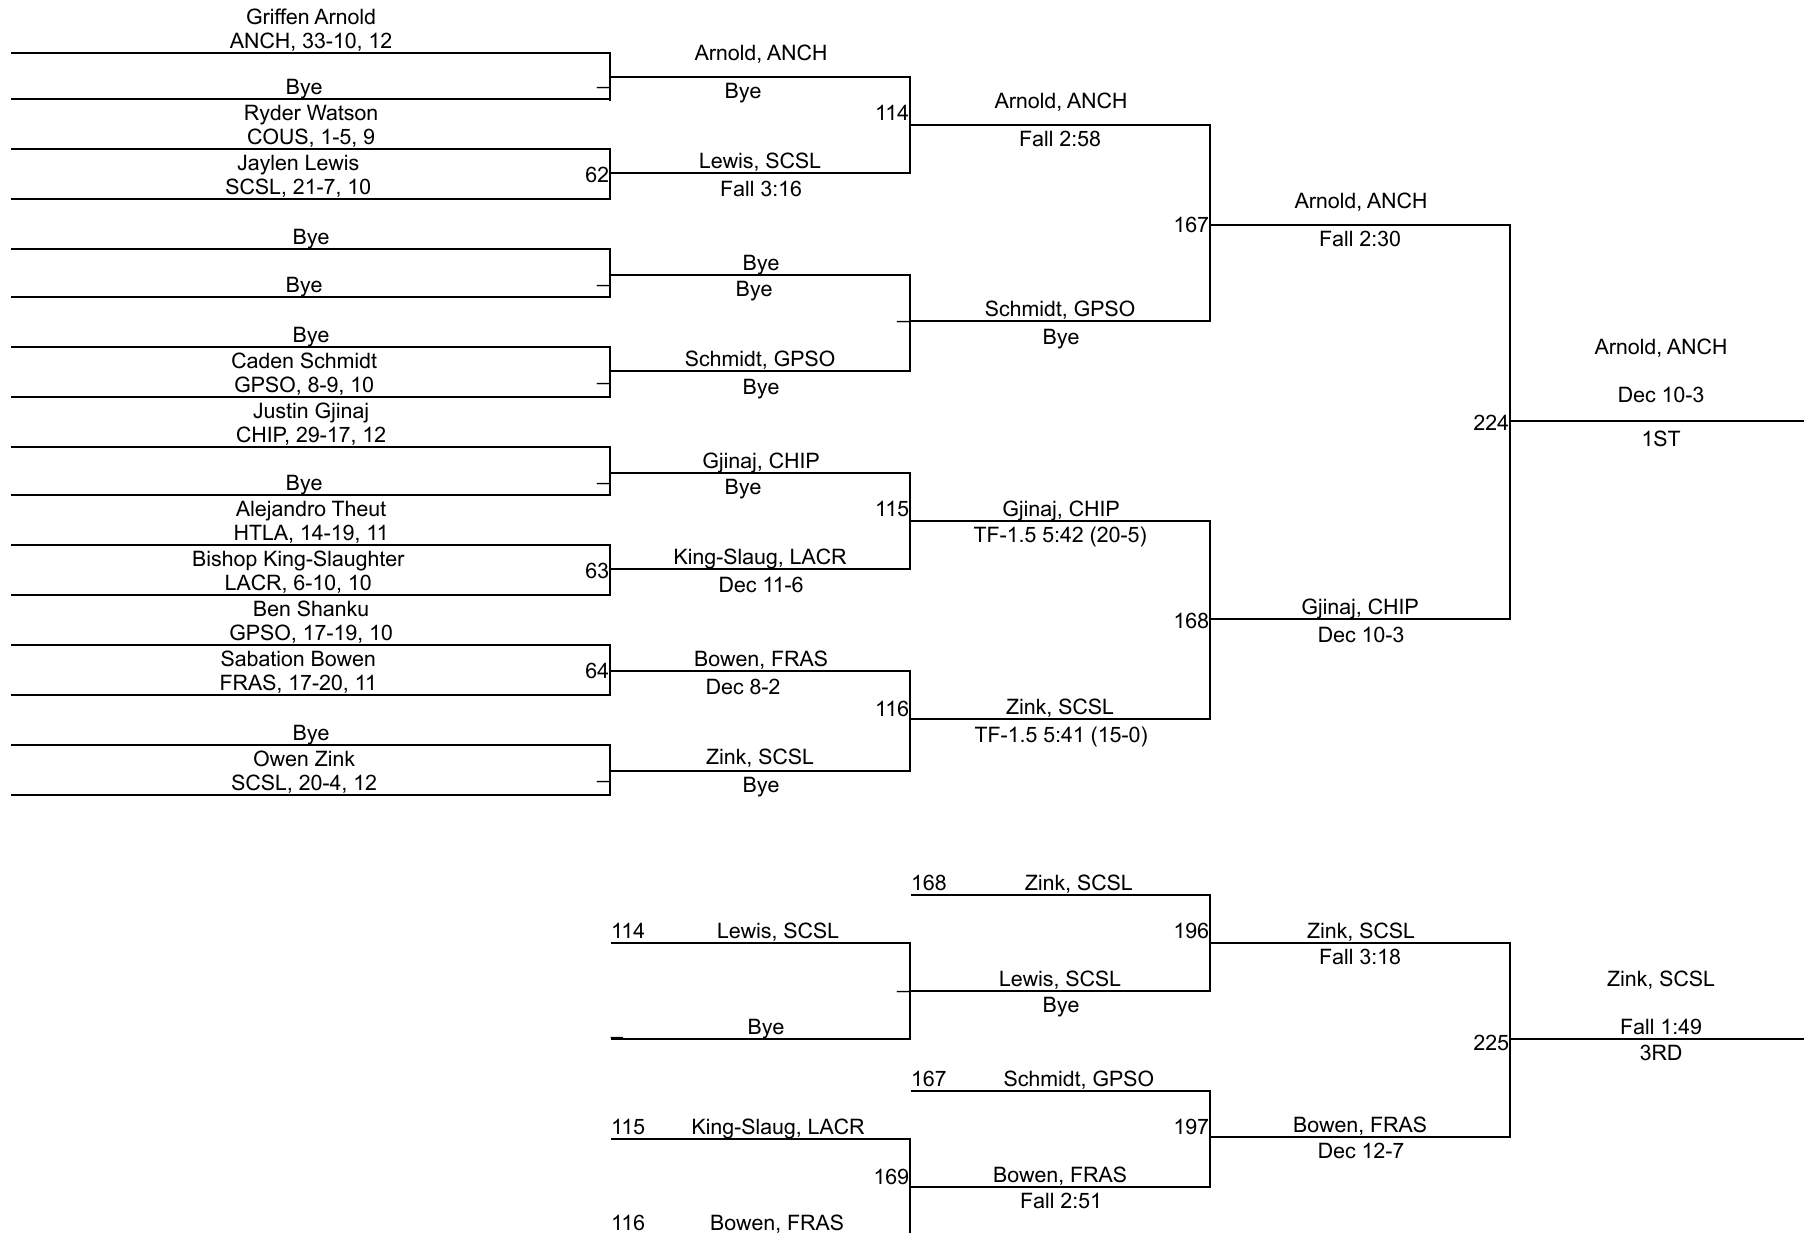 Griffen Arnold
ANCH, 33-10, 12
Bye
Ryder Watson
COUS, 1-5, 9
Jaylen Lewis
SCSL, 21-7, 10
Bye
Bye
Bye
Caden Schmidt
GPSO, 8-9, 10
Justin Gjinaj
CHIP, 29-17, 12
Bye
Alejandro Theut
HTLA, 14-19, 11
Bishop King-Slaughter
LACR, 6-10, 10
Ben Shanku
GPSO, 17-19, 10
Sabation Bowen
FRAS, 17-20, 11
Bye
Owen Zink
SCSL, 20-4, 12
62
63
64
Arnold, ANCH
Bye
Lewis, SCSL
Fall 3:16
Bye
Bye
Schmidt, GPSO
Bye
Gjinaj, CHIP
Bye
King-Slaug, LACR
Dec 11-6
Bowen, FRAS
Dec 8-2
Zink, SCSL
Bye
114
115
116
Arnold, ANCH
Fall 2:58
Schmidt, GPSO
Bye
Gjinaj, CHIP
TF-1.5 5:42 (20-5)
Zink, SCSL
TF-1.5 5:41 (15-0)
167
168
Arnold, ANCH
Fall 2:30
Gjinaj, CHIP
Dec 10-3
224
Arnold, ANCH
Dec 10-3
1ST
114 Lewis, SCSL
Bye
115 King-Slaug, LACR
116 Bowen, FRAS
169
168 Zink, SCSL
Lewis, SCSL
Bye
167 Schmidt, GPSO
Bowen, FRAS
Fall 2:51
196
197
Zink, SCSL
Fall 3:18
Bowen, FRAS
Dec 12-7
225
Zink, SCSL
Fall 1:49
3RD